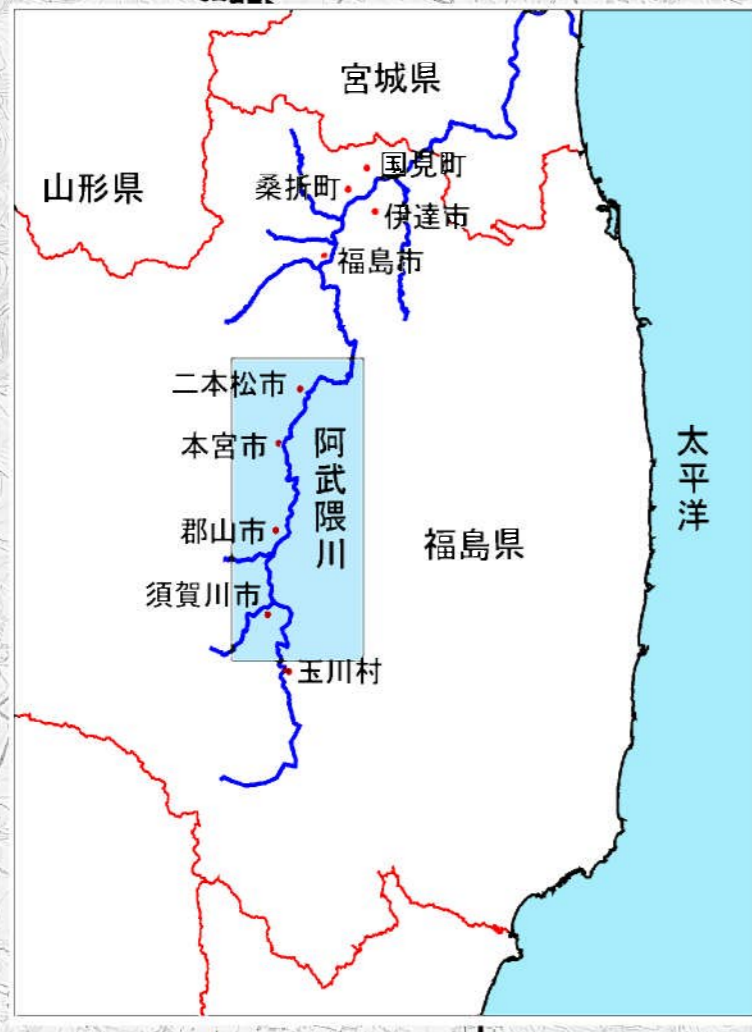 宮城県
国見町
山形県
桑折町
伊達市
福島市
二本松市
本宮市
阿武隈川
太平洋
郡山市
福島県
須賀川市
玉川村